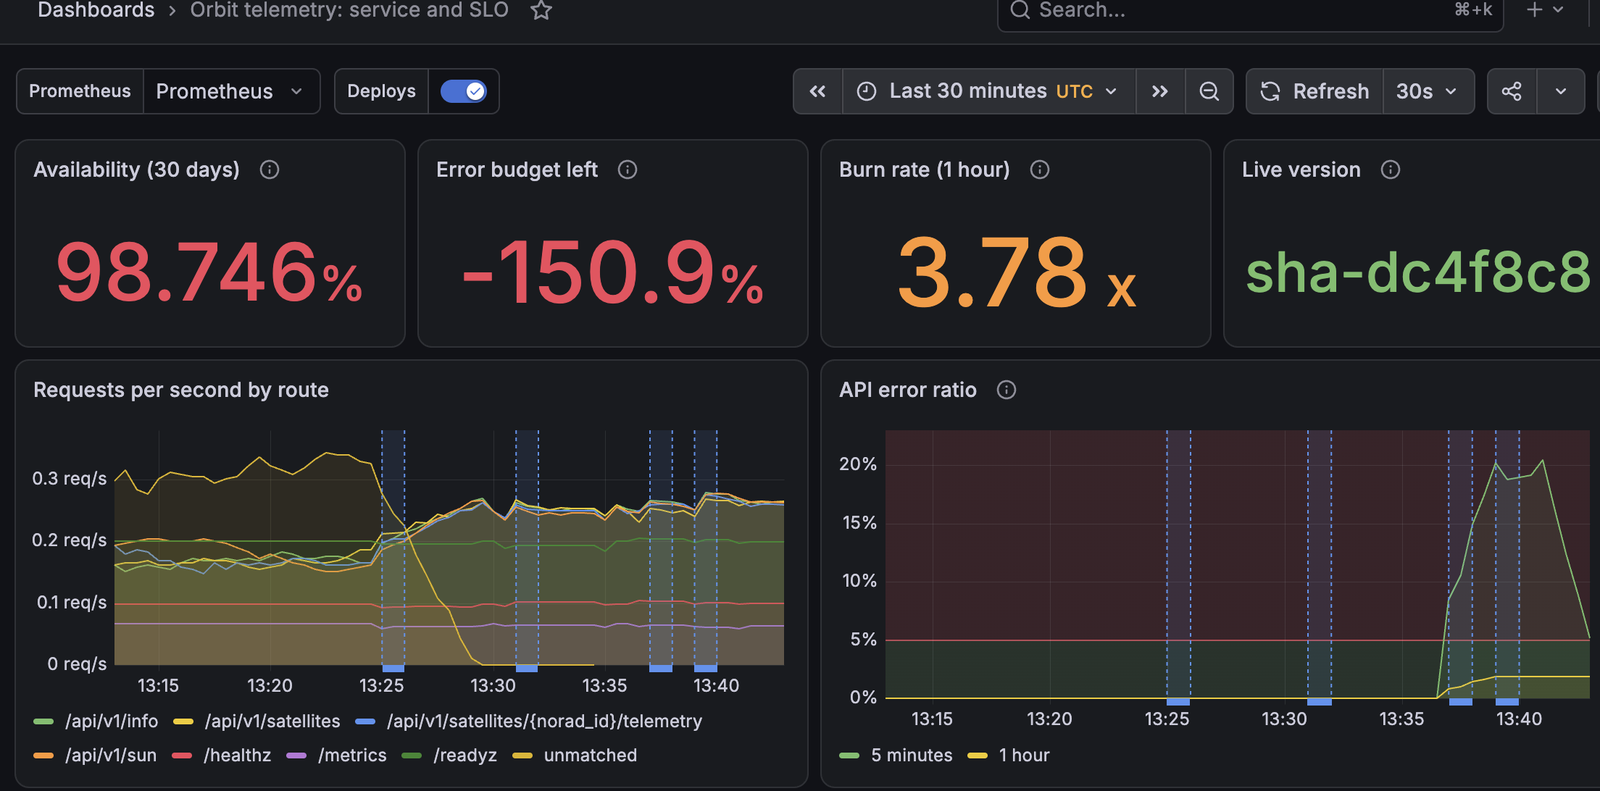 Dashboards › Orbit telemetry: service and SLO
Search... ⌘+k
Prometheus Prometheus Deploys Last 30 minutes UTC Refresh 30s
Availability (30 days) Error budget left Burn rate (1 hour) Live version
98.746% -150.9% 3.78 x sha-dc4f8c8
Requests per second by route
0.3 req/s
0.2 req/s
0.1 req/s
0 req/s
13:15 13:20 13:25 13:30 13:35 13:40
/api/v1/info /api/v1/satellites /api/v1/satellites/{norad_id}/telemetry
/api/v1/sun /healthz /metrics /readyz unmatched
API error ratio
20%
15%
10%
5%
0%
13:15 13:20 13:25 13:30 13:35 13:40
5 minutes 1 hour